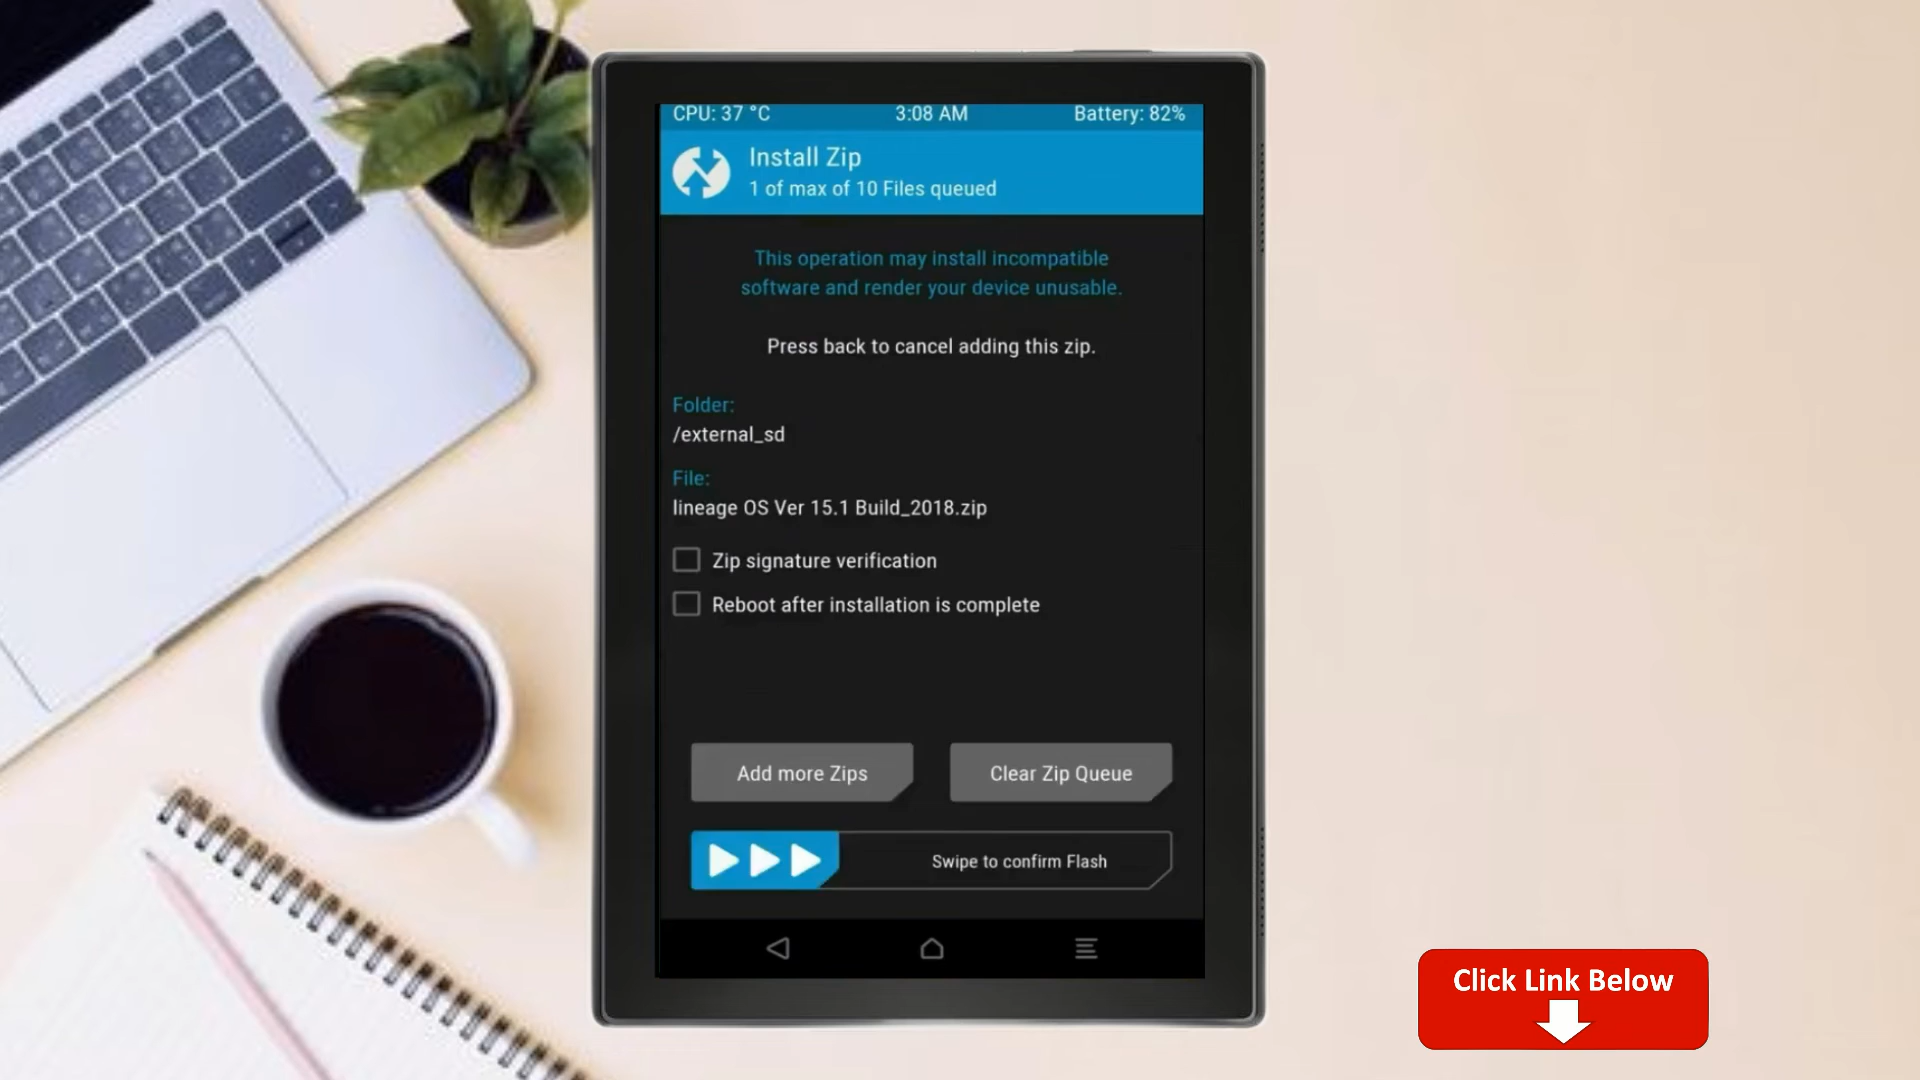 CPU: 37 °C 3:08 AM Battery: 82%
Install Zip
1 of max of 10 Files queued
This operation may install incompatible
software and render your device unusable.
Press back to cancel adding this zip.
Folder:
/external_sd
File:
lineage OS Ver 15.1 Build_2018.zip
Zip signature verification
Reboot after installation is complete
Add more Zips Clear Zip Queue
Swipe to confirm Flash
Click Link Below